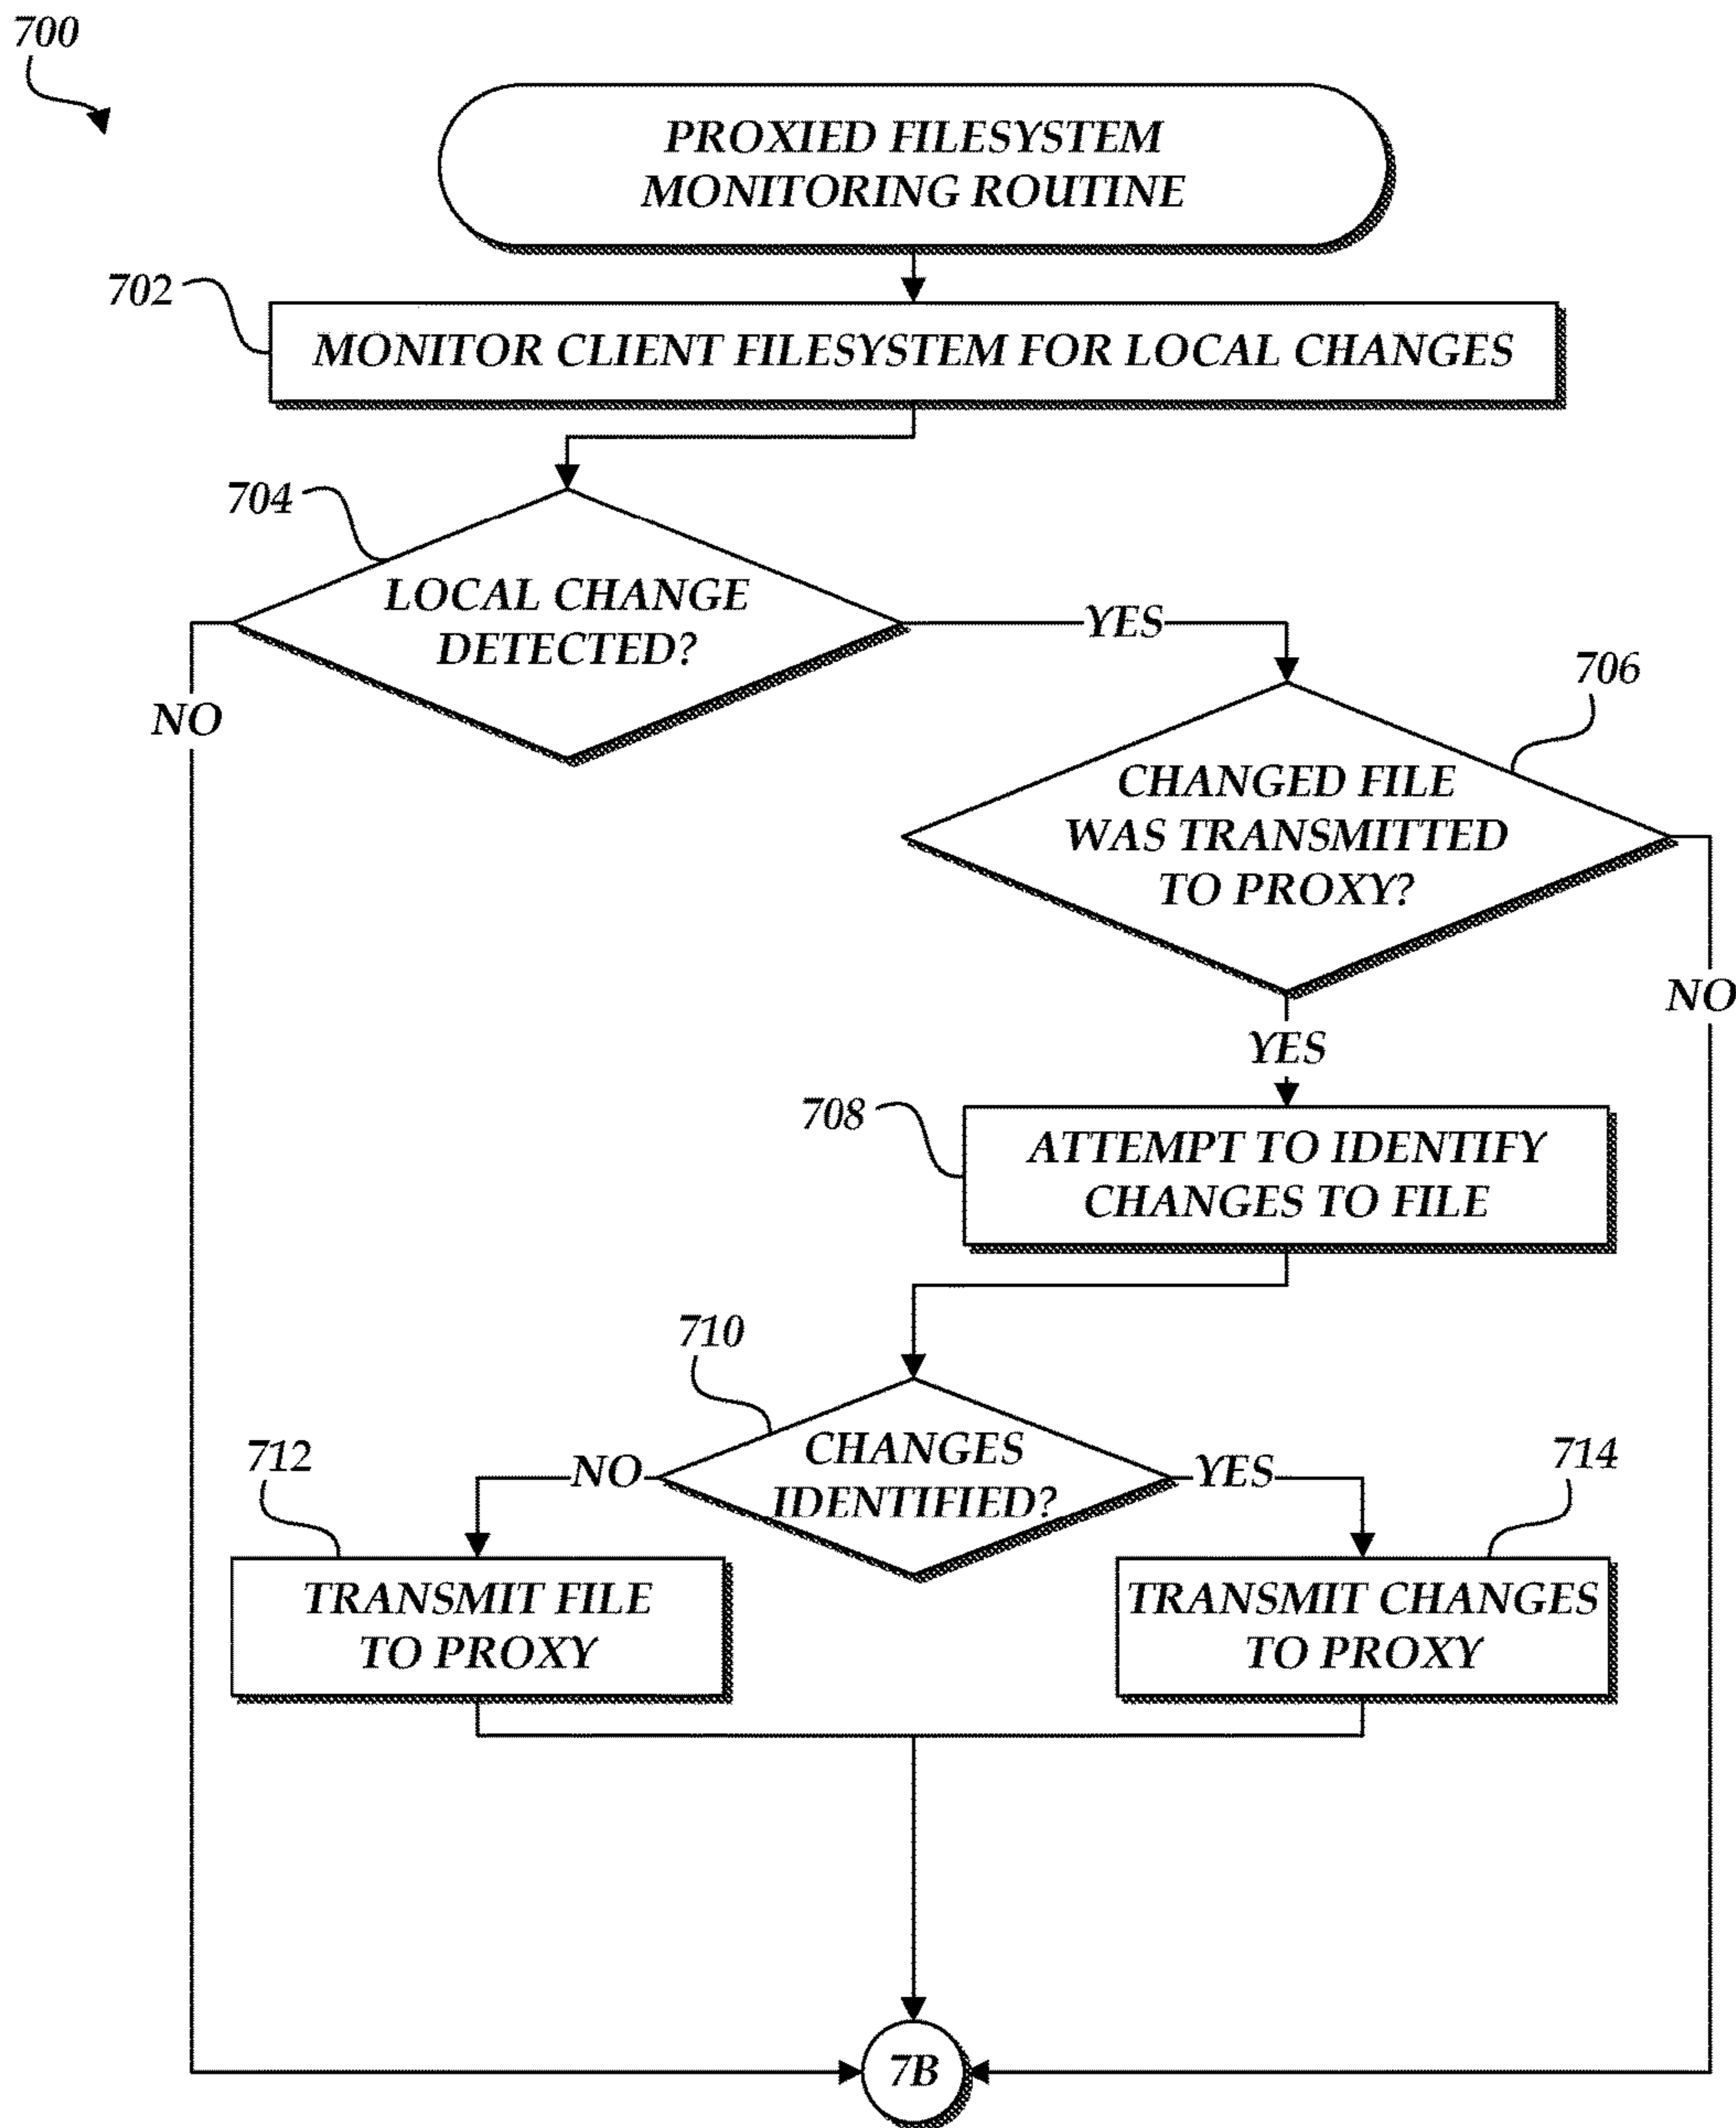 700
PROXIED FILESYSTEM
MONITORING ROUTINE
702
MONITOR CLIENT FILESYSTEM FOR LOCAL CHANGES
704
LOCAL CHANGE
DETECTED?
YES
NO
706
CHANGED FILE
WAS TRANSMITTED
TO PROXY?
NO
YES
708
ATTEMPT TO IDENTIFY
CHANGES TO FILE
710
CHANGES
IDENTIFIED?
NO
YES
712
TRANSMIT FILE
TO PROXY
714
TRANSMIT CHANGES
TO PROXY
7B